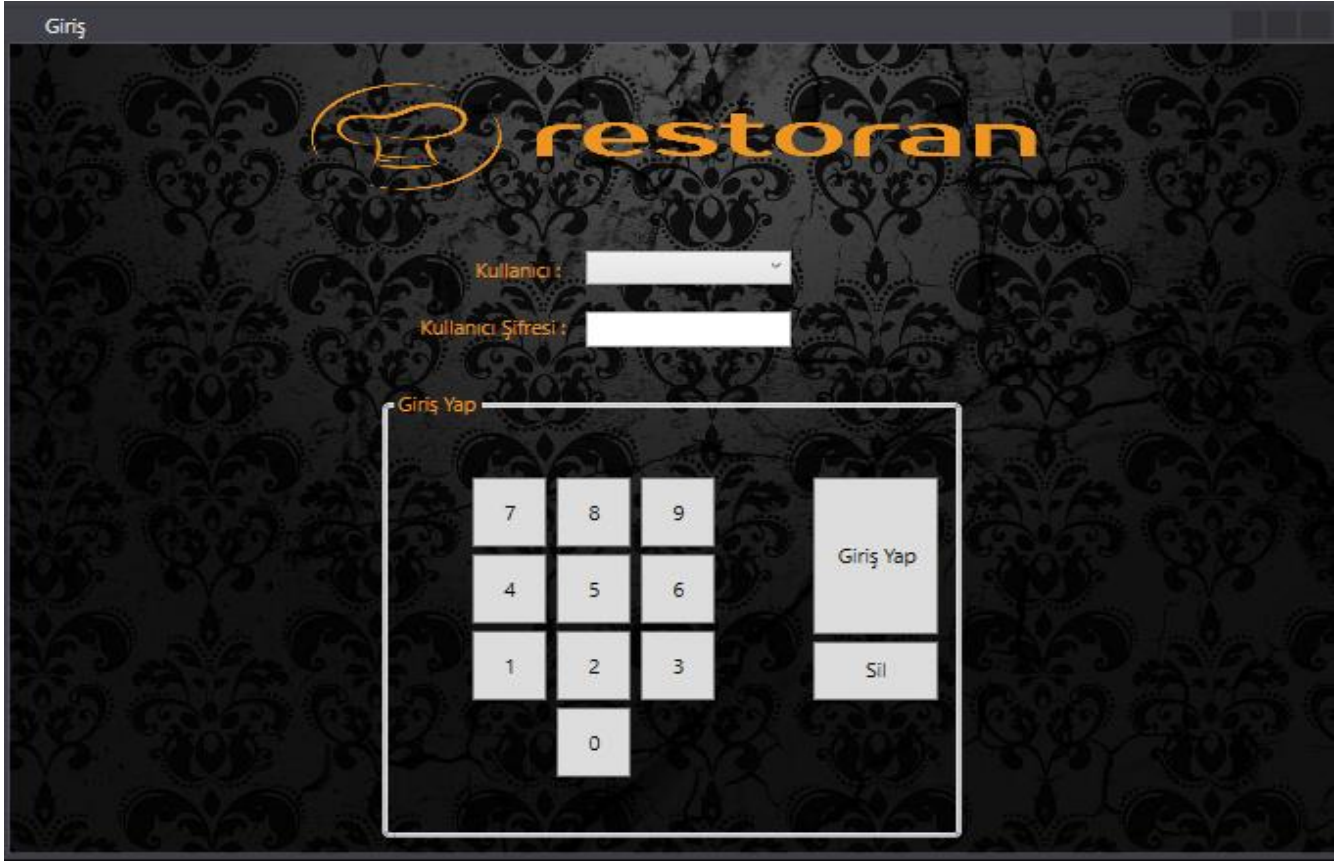 Giriş
restoran
Kullanıcı :
Kullanıcı Şifresi :
Giriş Yap
7 8 9
Giriş Yap
4 5 6
1 2 3
Sil
0